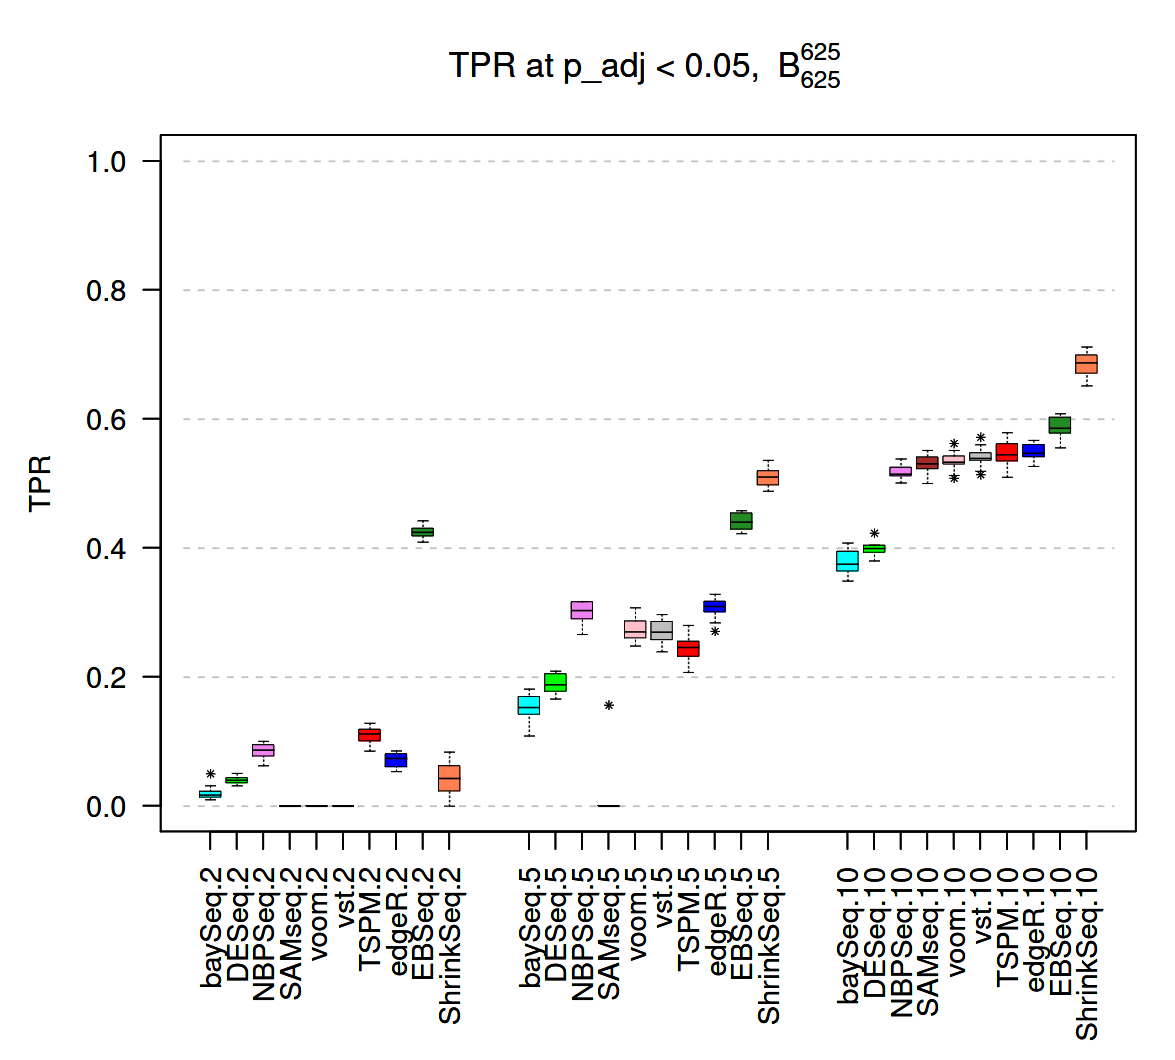 TPR at p_adj < 0.05, B 625 625
1.0
0.8
0.6
0.4
0.2
0.0
TPR
baySeq.2
DESeq.2
NBPSeq.2
SAMseq.2
voom.2
vst.2
TSPM.2
edgeR.2
EBSeq.2
ShrinkSeq.2
baySeq.5
DESeq.5
NBPSeq.5
SAMseq.5
voom.5
vst.5
TSPM.5
edgeR.5
EBSeq.5
ShrinkSeq.5
baySeq.10
DESeq.10
NBPSeq.10
SAMseq.10
voom.10
vst.10
TSPM.10
edgeR.10
EBSeq.10
ShrinkSeq.10